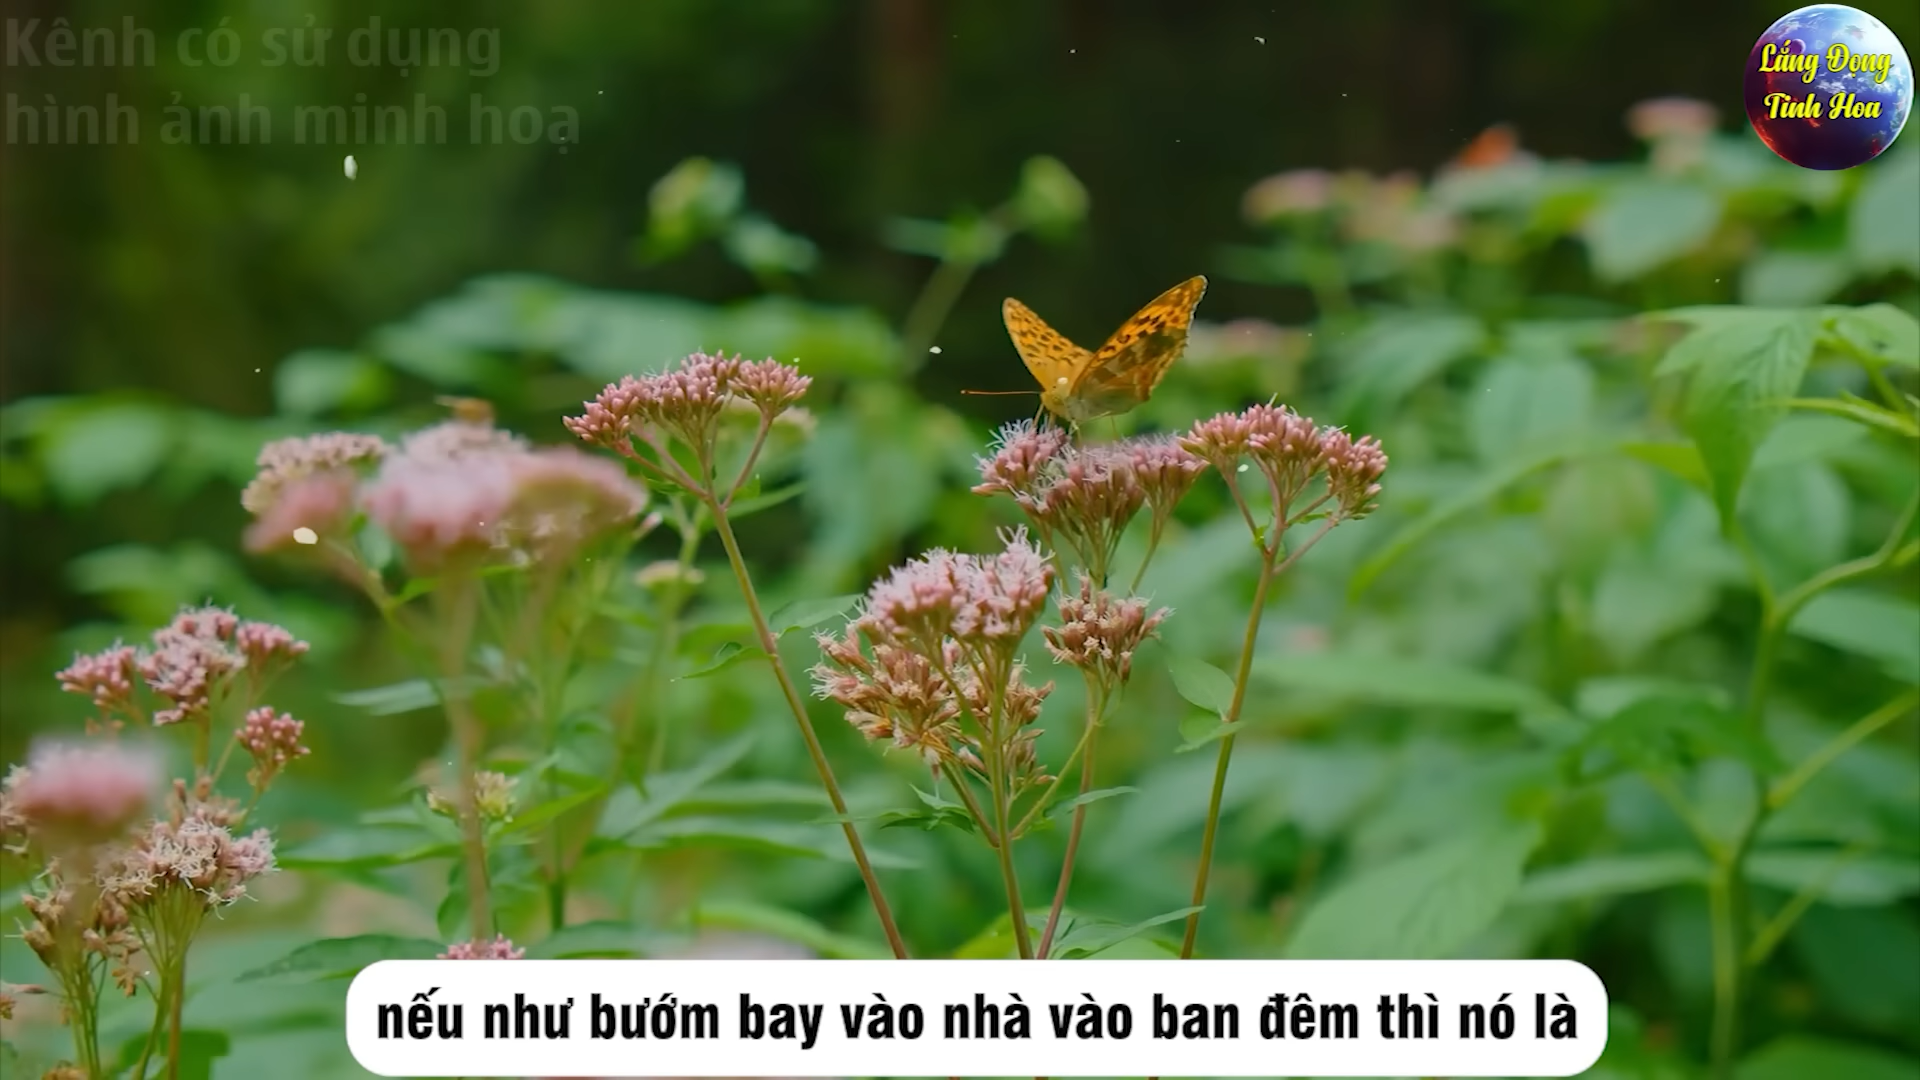 Kênh có sử dụng
hình ảnh minh hoạ
Lắng Đọng
Tinh Hoa
nếu như bướm bay vào nhà vào ban đêm thì nó là